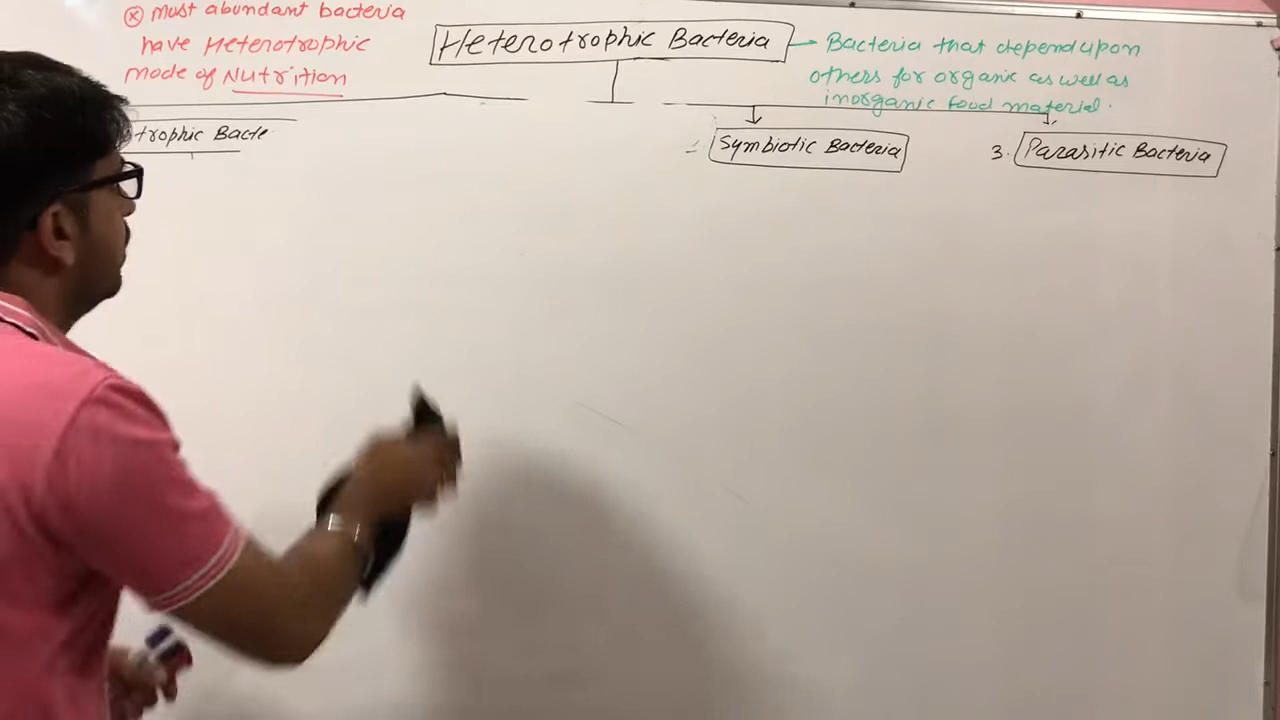 ⓧ must abundant bacteria
have Heterotrophic
mode of Nutrition
Heterotrophic Bacteria
Bacteria that depend upon
others for organic as well as
inorganic food material.
trophic Bacte
Symbiotic Bacteria
3. Parasitic Bacteria